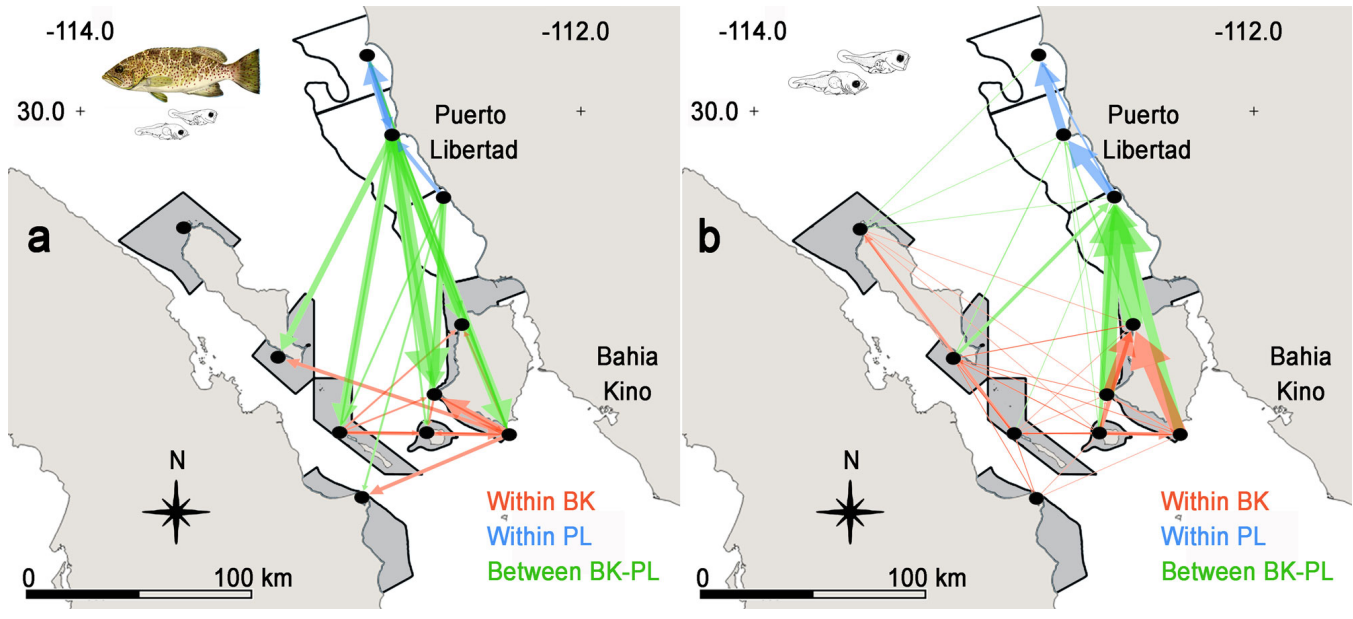 -114.0
-112.0
30.0
Puerto
Libertad
a
Bahia
Kino
N
Within BK
Within PL
Between BK-PL
0
100 km
-114.0
-112.0
30.0
Puerto
Libertad
b
Bahia
Kino
N
Within BK
Within PL
Between BK-PL
0
100 km